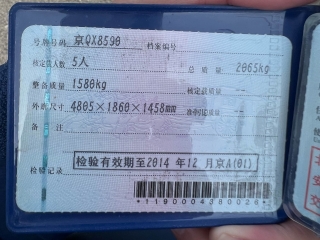 号牌号码 京QX8590 档案编号
核定载人数 5人 总质量 2065kg
整备质量 1580kg 核定载质量 --
外廓尺寸 4805×1860×1458mm 准牵引总质量 --
备注
检验记录 检验有效期至2014年12月京A(01)
*1190004380026*